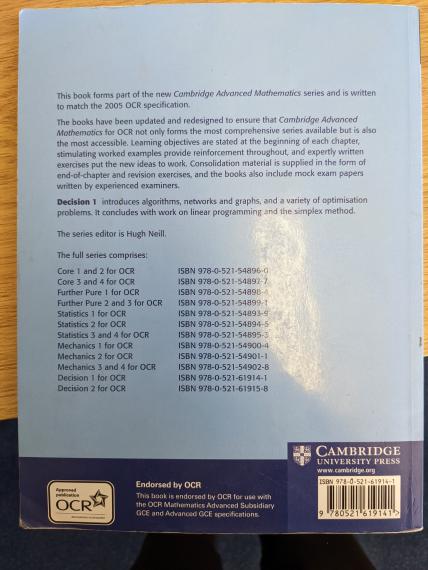 This book forms part of the new Cambridge Advanced Mathematics series and is written
to match the 2005 OCR specification.
The books have been updated and redesigned to ensure that Cambridge Advanced
Mathematics for OCR not only forms the most comprehensive series available but is also
the most accessible. Learning objectives are stated at the beginning of each chapter,
stimulating worked examples provide reinforcement throughout, and expertly written
exercises put the new ideas to work. Consolidation material is supplied in the form of
end-of-chapter and revision exercises, and the books also include mock exam papers
written by experienced examiners.
Decision 1 introduces algorithms, networks and graphs, and a variety of optimisation
problems. It concludes with work on linear programming and the simplex method.
The series editor is Hugh Neill.
The full series comprises:
Core 1 and 2 for OCR ISBN 978-0-521-54896-0
Core 3 and 4 for OCR ISBN 978-0-521-54897-7
Further Pure 1 for OCR ISBN 978-0-521-54898-4
Further Pure 2 and 3 for OCR ISBN 978-0-521-54899-1
Statistics 1 for OCR ISBN 978-0-521-54893-9
Statistics 2 for OCR ISBN 978-0-521-54894-6
Statistics 3 and 4 for OCR ISBN 978-0-521-54895-3
Mechanics 1 for OCR ISBN 978-0-521-54900-4
Mechanics 2 for OCR ISBN 978-0-521-54901-1
Mechanics 3 and 4 for OCR ISBN 978-0-521-54902-8
Decision 1 for OCR ISBN 978-0-521-61914-1
Decision 2 for OCR ISBN 978-0-521-61915-8
CAMBRIDGE
UNIVERSITY PRESS
www.cambridge.org
Approved
publication
OCR
Endorsed by OCR
This book is endorsed by OCR for use with
the OCR Mathematics Advanced Subsidiary
GCE and Advanced GCE specifications.
ISBN 978-0-521-61914-1
9 780521 619141 >